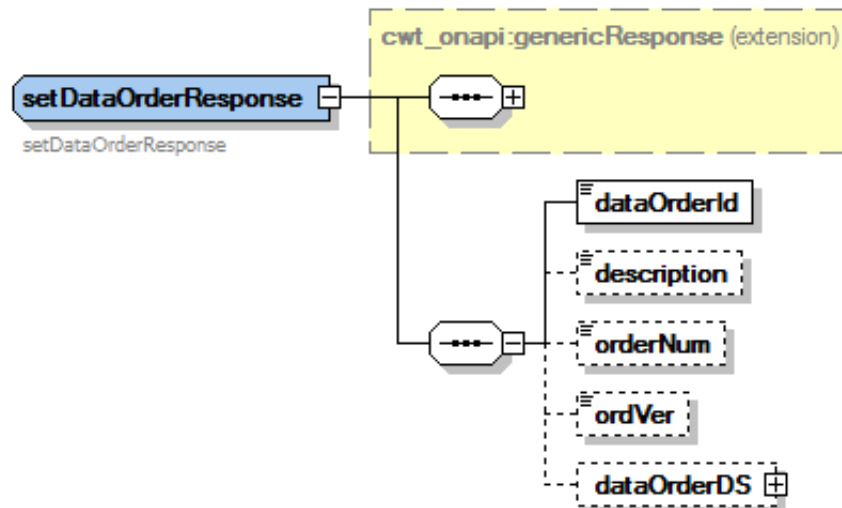 cwt_onapi:genericResponse (extension)
setDataOrderResponse
setDataOrderResponse
dataOrderId
description
orderNum
ordVer
dataOrderDS